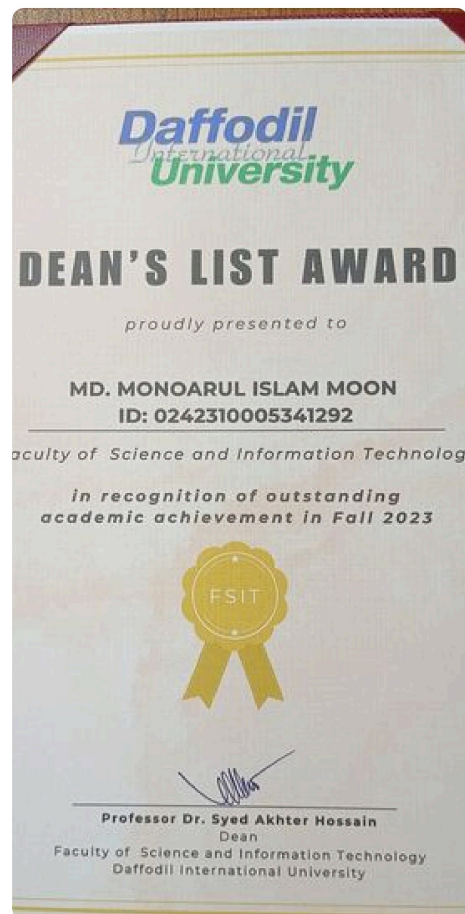 Daffodil
International
University
DEAN'S LIST AWARD
proudly presented to
MD. MONOARUL ISLAM MOON
ID: 0242310005341292
aculty of Science and Information Technolog
in recognition of outstanding
academic achievement in Fall 2023
FSIT
Professor Dr. Syed Akhter Hossain
Dean
Faculty of Science and Information Technology
Daffodil International University